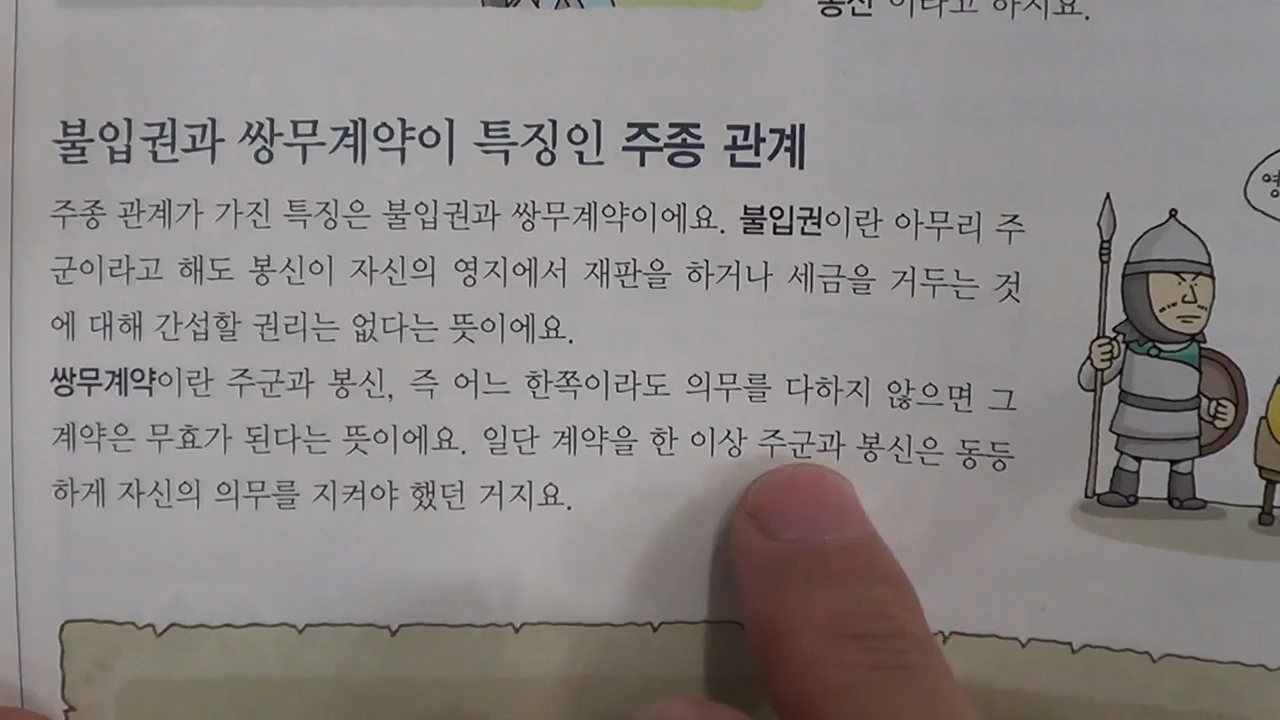 봉신'이라고 하지요.
불입권과 쌍무계약이 특징인 주종 관계
주종 관계가 가진 특징은 불입권과 쌍무계약이에요. 불입권이란 아무리 주
군이라고 해도 봉신이 자신의 영지에서 재판을 하거나 세금을 거두는 것
에 대해 간섭할 권리는 없다는 뜻이에요.
쌍무계약이란 주군과 봉신, 즉 어느 한쪽이라도 의무를 다하지 않으면 그
계약은 무효가 된다는 뜻이에요. 일단 계약을 한 이상 주군과 봉신은 동등
하게 자신의 의무를 지켜야 했던 거지요.